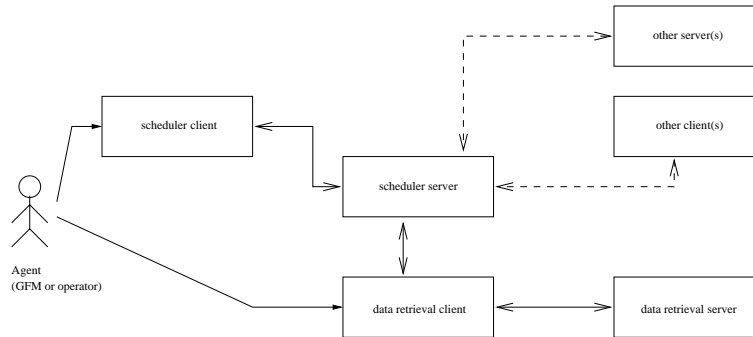 other server(s)
scheduler client
other client(s)
scheduler server
Agent
(GFM or operator)
data retrieval client
data retrieval server